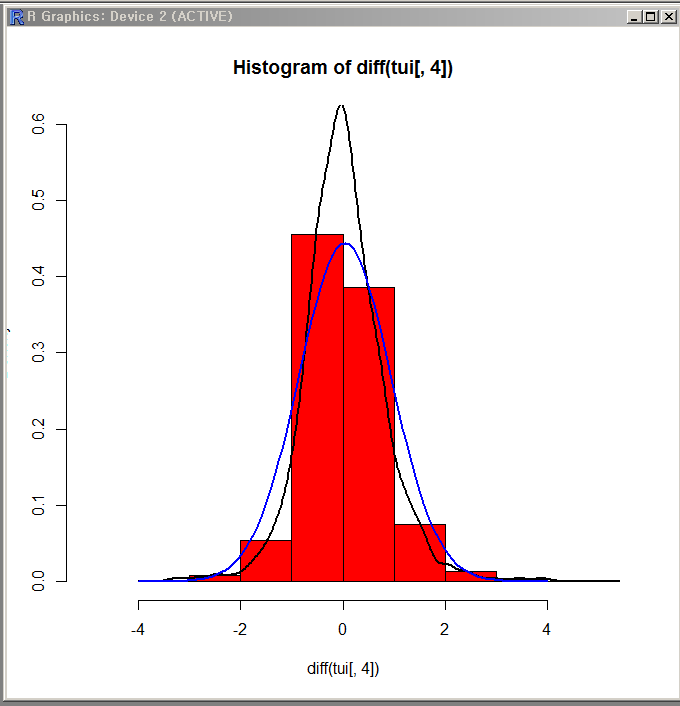 R Graphics: Device 2 (ACTIVE)
Histogram of diff(tui[, 4])
0.6
0.5
0.4
0.3
0.2
0.1
0.0
-4 -2 0 2 4
diff(tui[, 4])